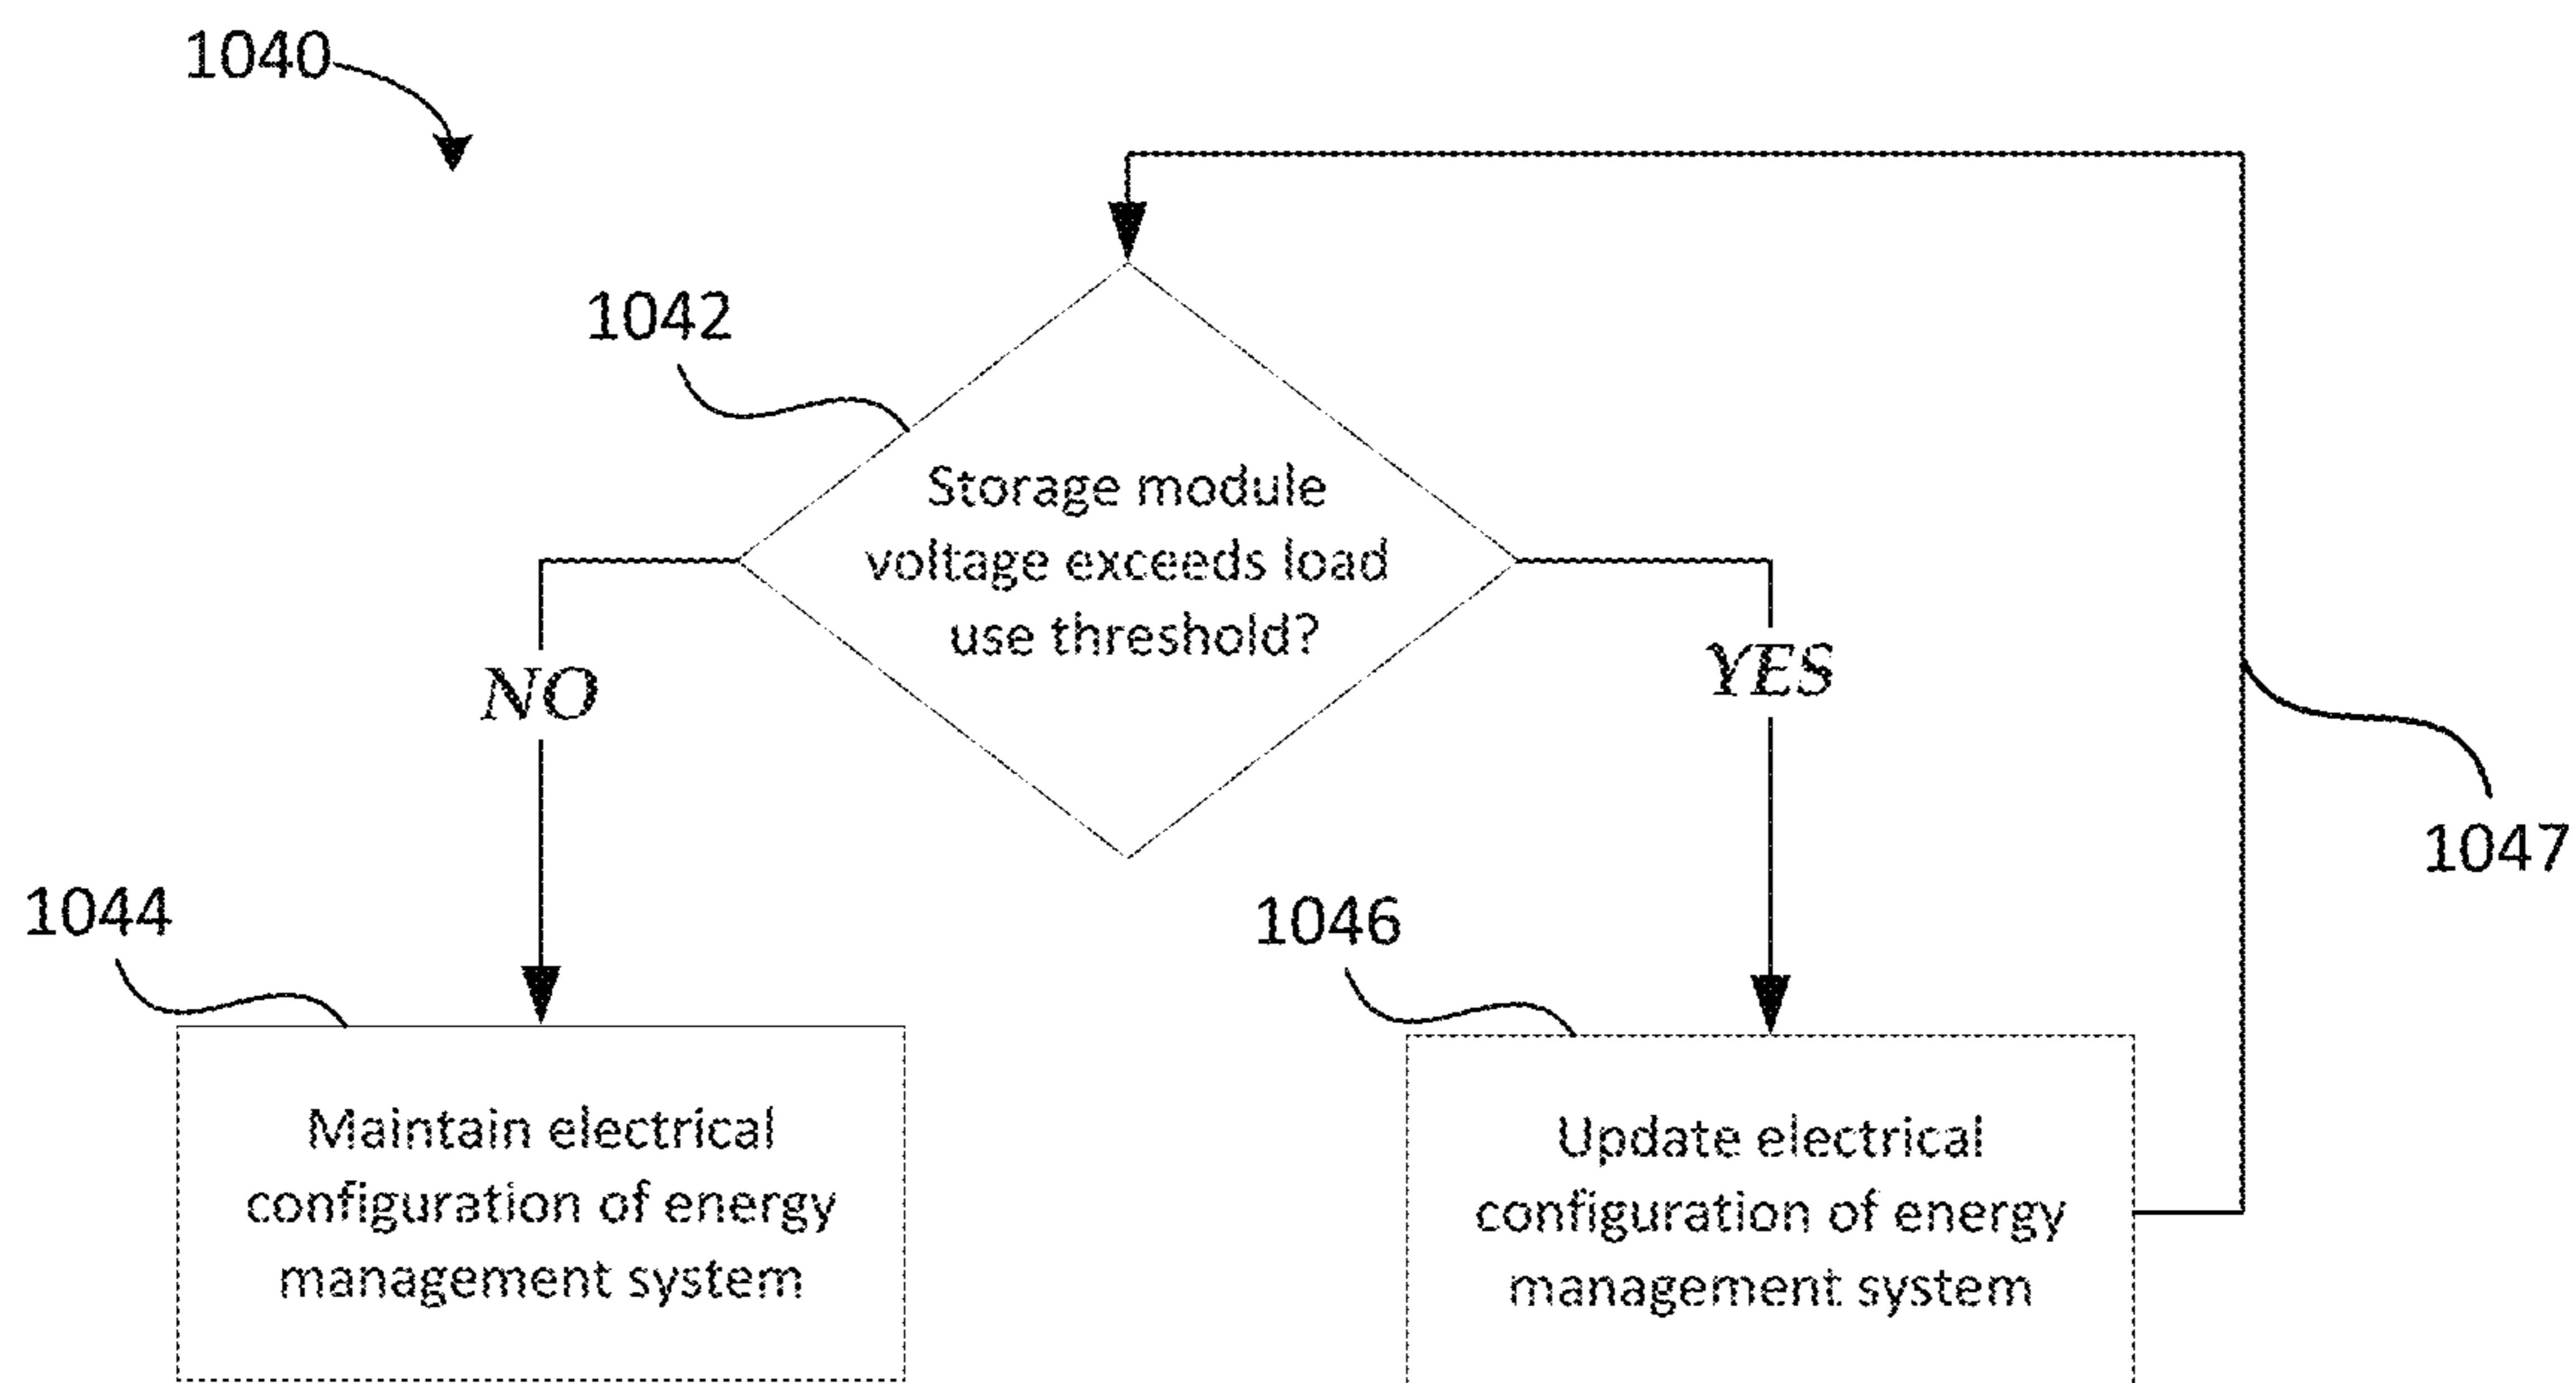 1040
1042
Storage module
voltage exceeds load
use threshold?
NO
YES
1047
1044
1046
Maintain electrical
configuration of energy
management system
Update electrical
configuration of energy
management system